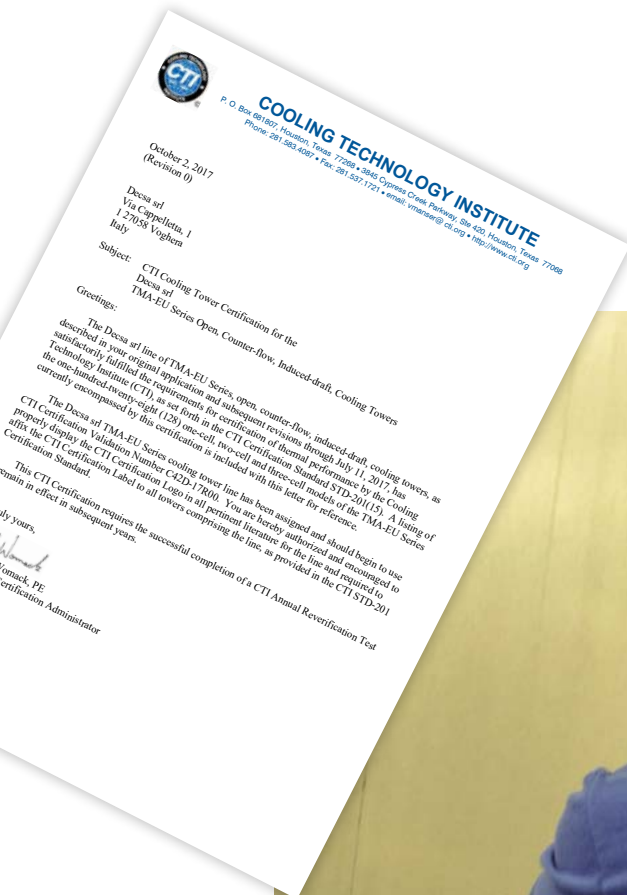 COOLING TECHNOLOGY
CTI
INSTITUTE
COOLING TECHNOLOGY INSTITUTE
P. O. Box 681807, Houston, Texas 77268 • 3845 Cypress Creek Parkway, Ste 420, Houston, Texas 77068
Phone: 281.583.4087 • Fax: 281.537.1721 • email: vmanser@ cti.org • http://www.cti.org
October 2, 2017
(Revision 0)
Decsa srl
Via Cappelletta, 1
1 27058 Voghera
Italy
Subject: CTI Cooling Tower Certification for the
Decsa srl
TMA-EU Series Open, Counter-flow, Induced-draft, Cooling Towers
Greetings:
The Decsa srl line of TMA-EU Series, open, counter-flow, induced-draft, cooling towers, as
described in your original application and subsequent revisions through July 11, 2017, has
satisfactorily fulfilled the requirements for certification of thermal performance by the Cooling
Technology Institute (CTI), as set forth in the CTI Certification Standard STD-201(15). A listing of
the one-hundred-twenty-eight (128) one-cell, two-cell and three-cell models of the TMA-EU Series
currently encompassed by this certification is included with this letter for reference.
The Decsa srl TMA-EU Series cooling tower line has been assigned and should begin to use
CTI Certification Validation Number C42D-17R00. You are hereby authorized and encouraged to
properly display the CTI Certification Logo in all pertinent literature for the line and required to
affix the CTI Certification Label to all towers comprising the line, as provided in the CTI STD-201
Certification Standard.
This CTI Certification requires the successful completion of a CTI Annual Reverification Test
remain in effect in subsequent years.
uly yours,
Womack
Womack, PE
Certification Administrator